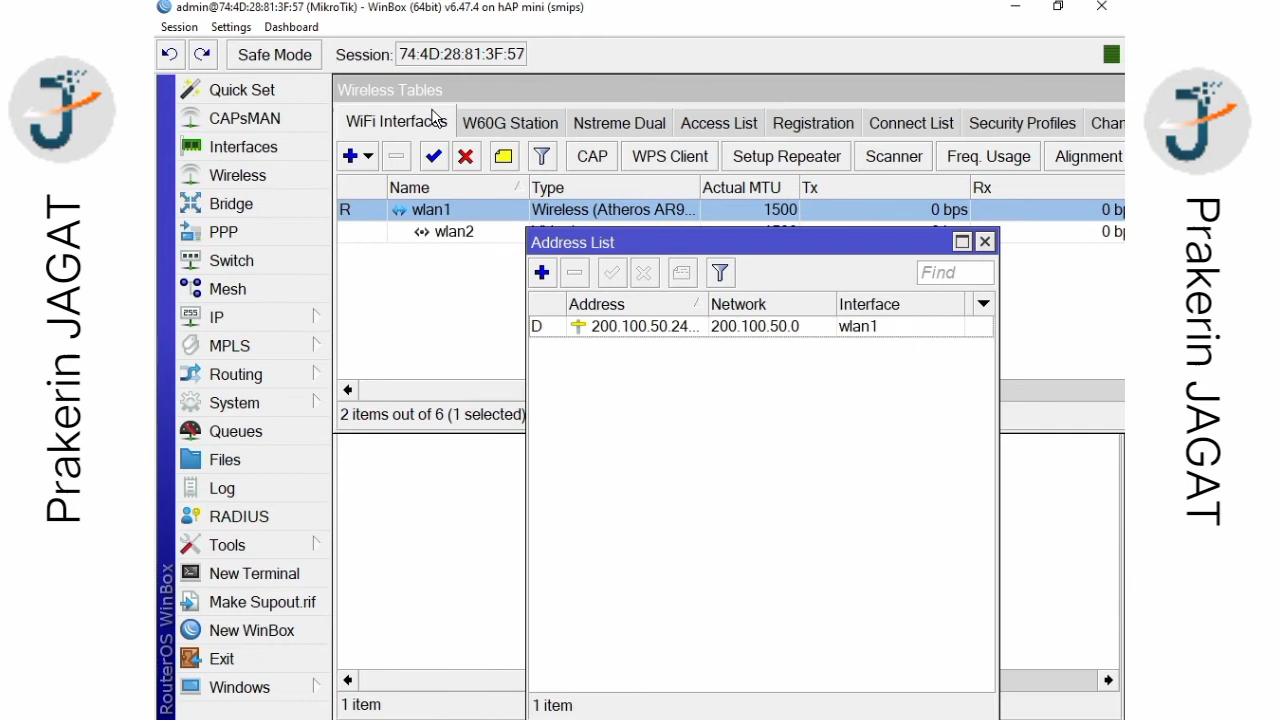 admin@74:4D:28:81:3F:57 (MikroTik) - WinBox (64bit) v6.47.4 on hAP mini (smips)
Session Settings Dashboard
Safe Mode Session: 74:4D:28:81:3F:57
Prakerin JAGAT
RouterOS WinBox
Quick Set
CAPsMAN
Interfaces
Wireless
Bridge
PPP
Switch
Mesh
IP
MPLS
Routing
System
Queues
Files
Log
RADIUS
Tools
New Terminal
Make Supout.rif
New WinBox
Exit
Windows
Wireless Tables
WiFi Interfaces W60G Station Nstreme Dual Access List Registration Connect List Security Profiles Chan
CAP WPS Client Setup Repeater Scanner Freq. Usage Alignment
Name Type Actual MTU Tx Rx
R wlan1 Wireless (Atheros AR9... 1500 0 bps 0 bp
wlan2 0 bp
2 items out of 6 (1 selected)
1 item
Address List
Find
Address Network Interface
D 200.100.50.24... 200.100.50.0 wlan1
1 item
Prakerin JAGAT